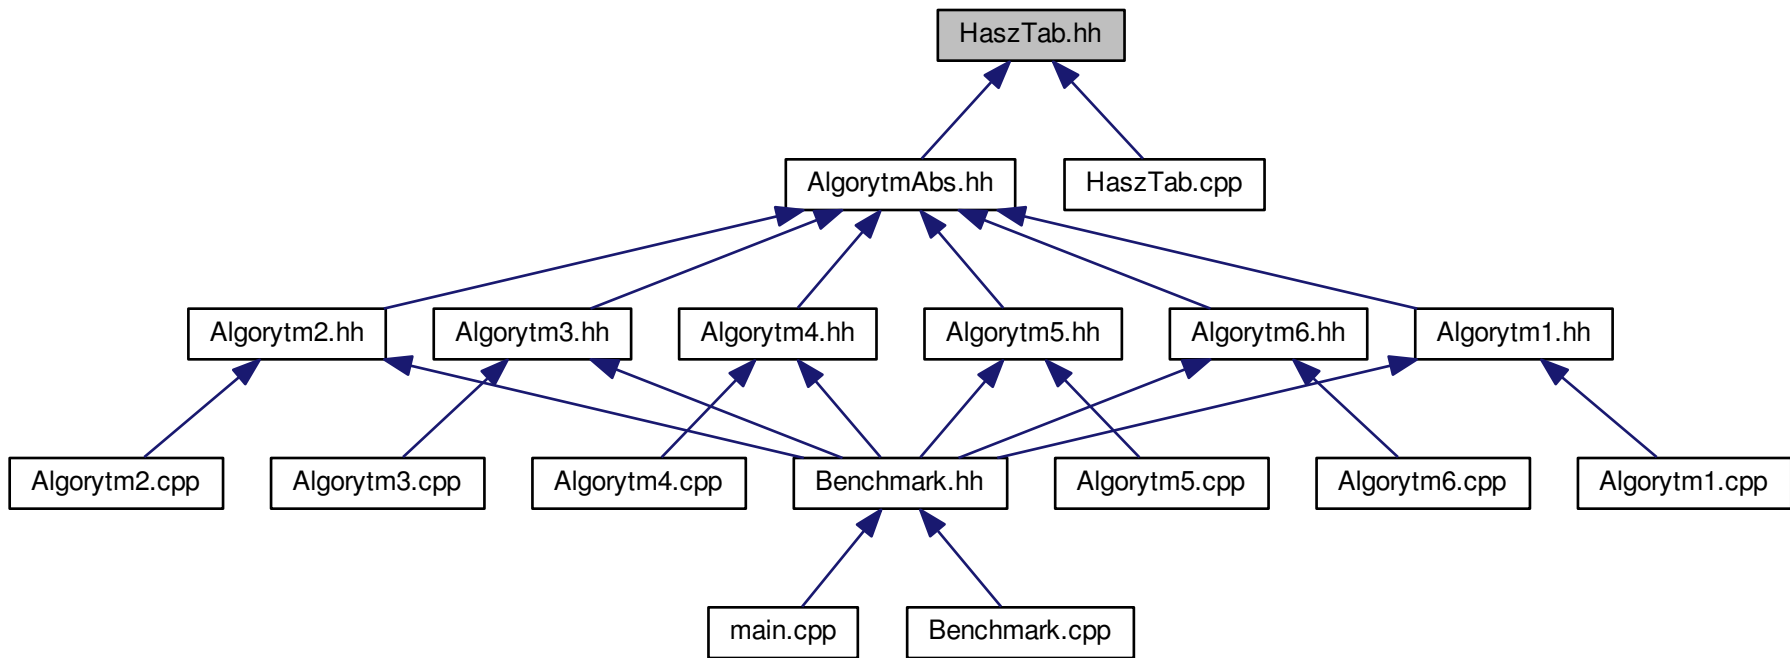 HaszTab.hh
AlgorytmAbs.hh
HaszTab.cpp
Algorytm2.hh
Algorytm3.hh
Algorytm4.hh
Algorytm5.hh
Algorytm6.hh
Algorytm1.hh
Algorytm2.cpp
Algorytm3.cpp
Algorytm4.cpp
Benchmark.hh
Algorytm5.cpp
Algorytm6.cpp
Algorytm1.cpp
main.cpp
Benchmark.cpp